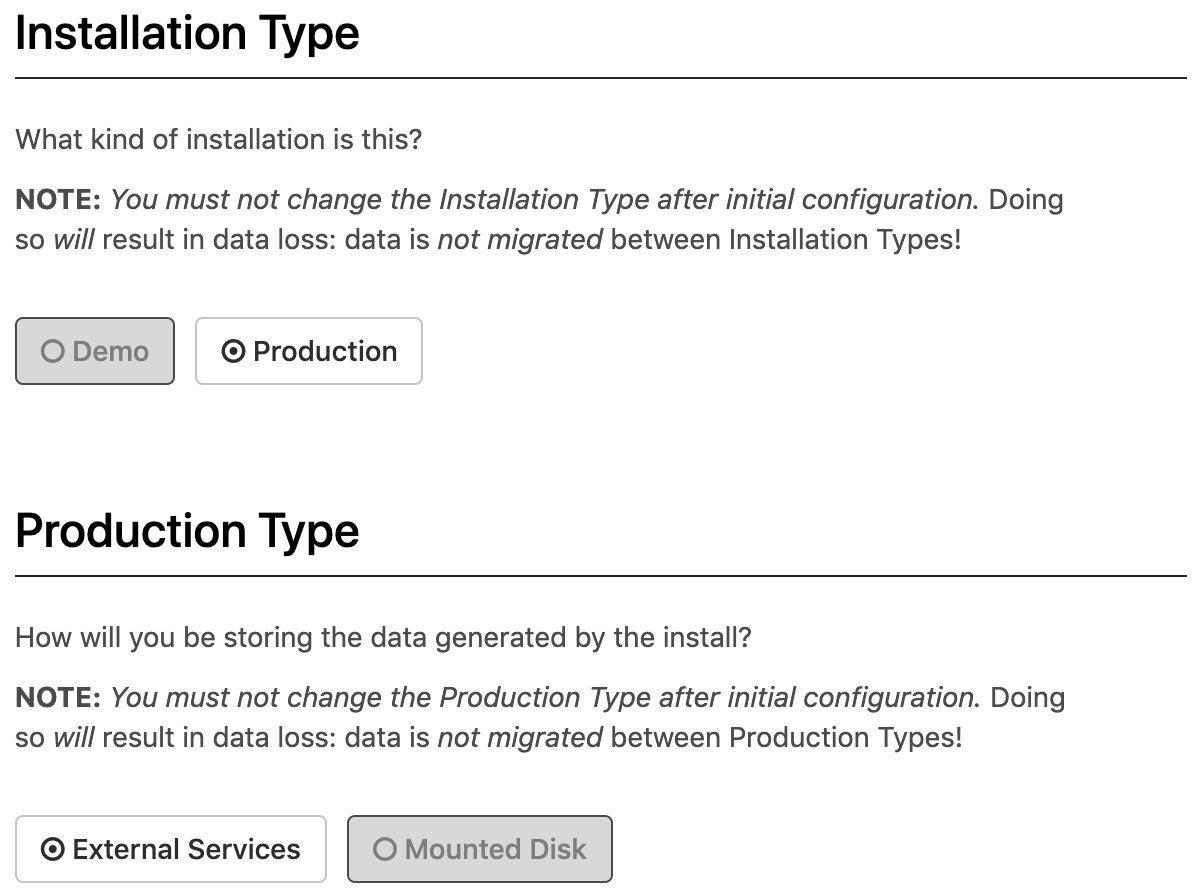 Installation Type
What kind of installation is this?
NOTE: You must not change the Installation Type after initial configuration. Doing
so will result in data loss: data is not migrated between Installation Types!
Demo
Production
Production Type
How will you be storing the data generated by the install?
NOTE: You must not change the Production Type after initial configuration. Doing
so will result in data loss: data is not migrated between Production Types!
External Services
Mounted Disk